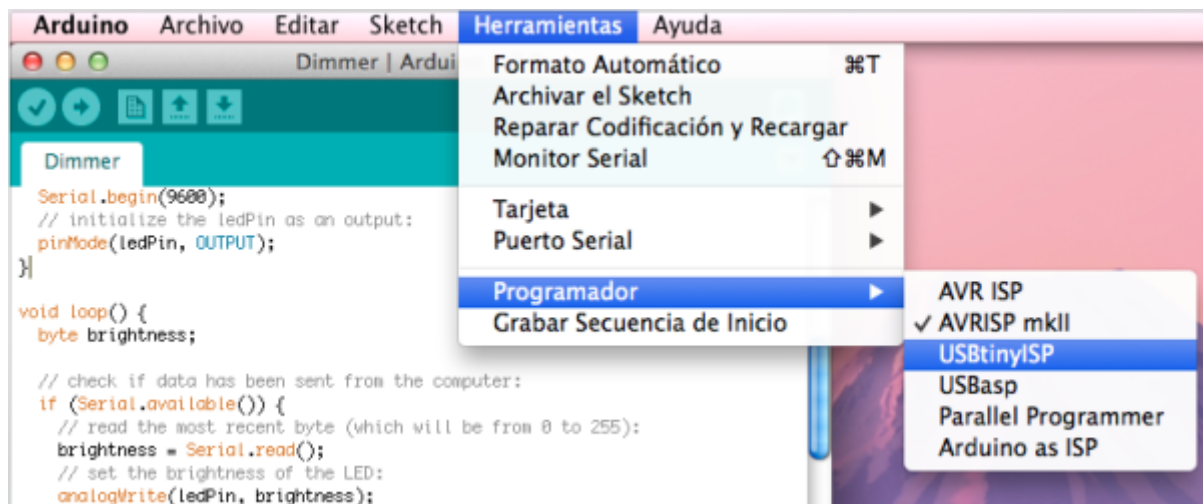 Arduino Archivo Editar Sketch Herramientas Ayuda
Dimmer | Ardui
Formato Automático ⌘T
Archivar el Sketch
Reparar Codificación y Recargar
Monitor Serial ⇧⌘M
Tarjeta
Puerto Serial
Programador
Grabar Secuencia de Inicio
AVR ISP
✓ AVRISP mkII
USBtinyISP
USBasp
Parallel Programmer
Arduino as ISP
Dimmer
Serial.begin(9600);
// initialize the ledPin as an output:
pinMode(ledPin, OUTPUT);
}
void loop() {
byte brightness;
// check if data has been sent from the computer:
if (Serial.available()) {
// read the most recent byte (which will be from 0 to 255):
brightness = Serial.read();
// set the brightness of the LED:
analogWrite(ledPin, brightness);